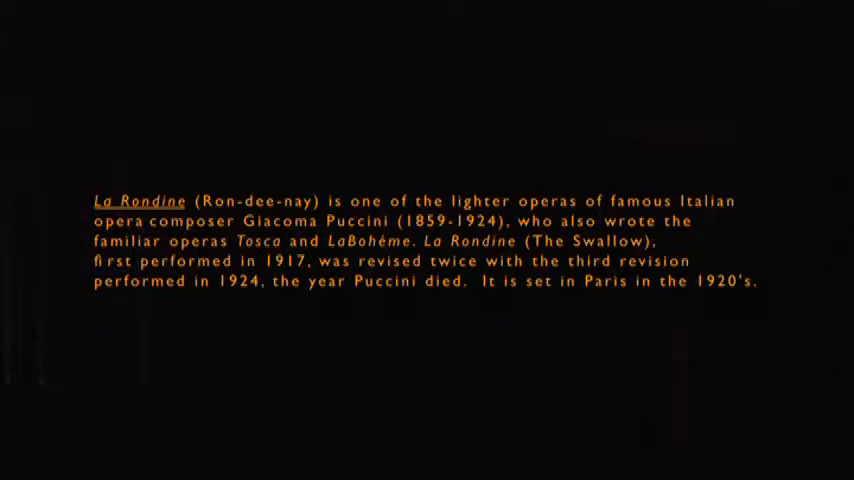 La Rondine (Ron-dee-nay) is one of the lighter operas of famous Italian
opera composer Giacoma Puccini (1859-1924), who also wrote the
familiar operas Tosca and LaBohéme. La Rondine (The Swallow),
first performed in 1917, was revised twice with the third revision
performed in 1924, the year Puccini died. It is set in Paris in the 1920's.